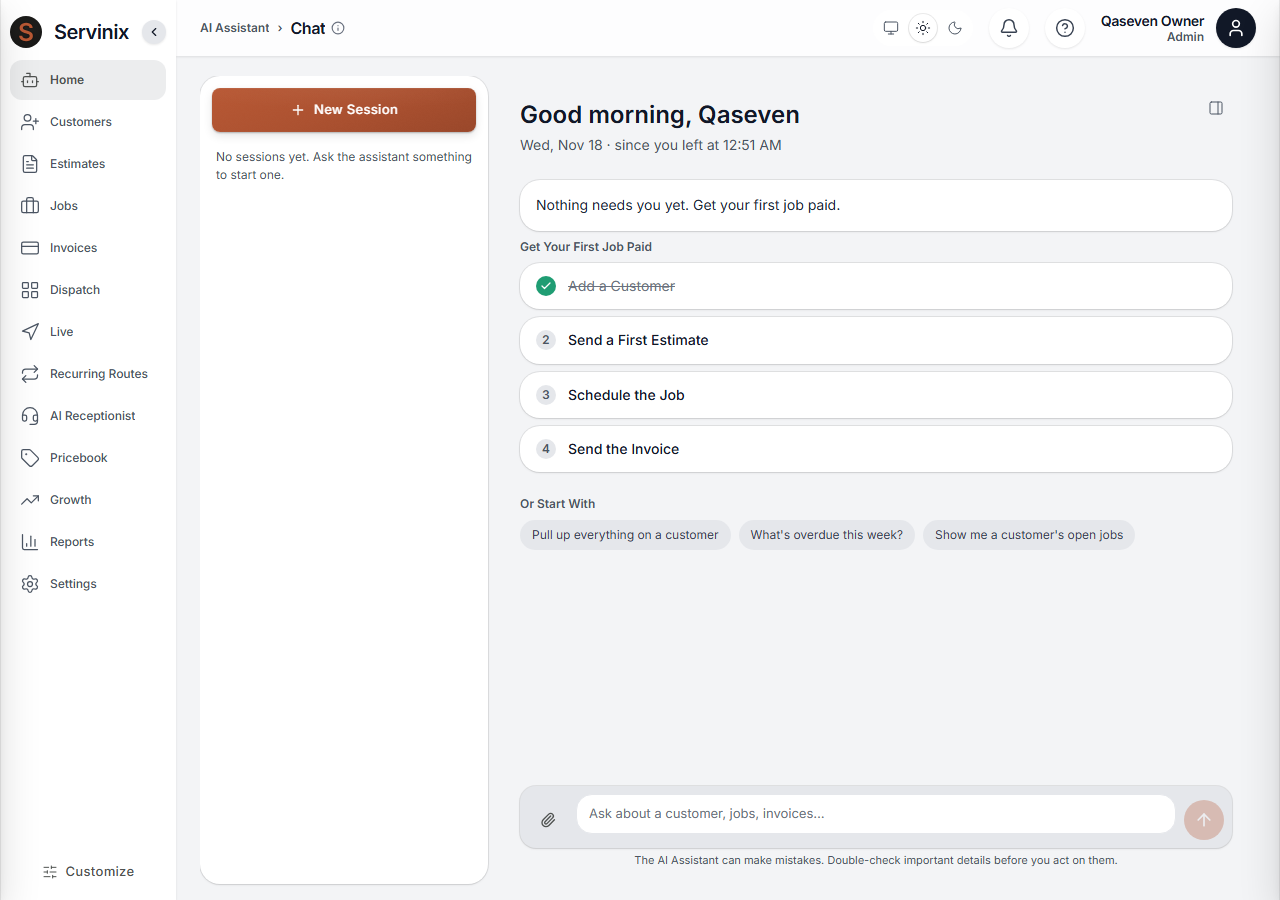 S Servinix
Home
Customers
Estimates
Jobs
Invoices
Dispatch
Live
Recurring Routes
AI Receptionist
Pricebook
Growth
Reports
Settings
Customize
AI Assistant › Chat
Qaseven Owner
Admin
+ New Session
No sessions yet. Ask the assistant something
to start one.
Good morning, Qaseven
Wed, Nov 18 · since you left at 12:51 AM
Nothing needs you yet. Get your first job paid.
Get Your First Job Paid
Add a Customer
2 Send a First Estimate
3 Schedule the Job
4 Send the Invoice
Or Start With
Pull up everything on a customer
What's overdue this week?
Show me a customer's open jobs
Ask about a customer, jobs, invoices...
The AI Assistant can make mistakes. Double-check important details before you act on them.